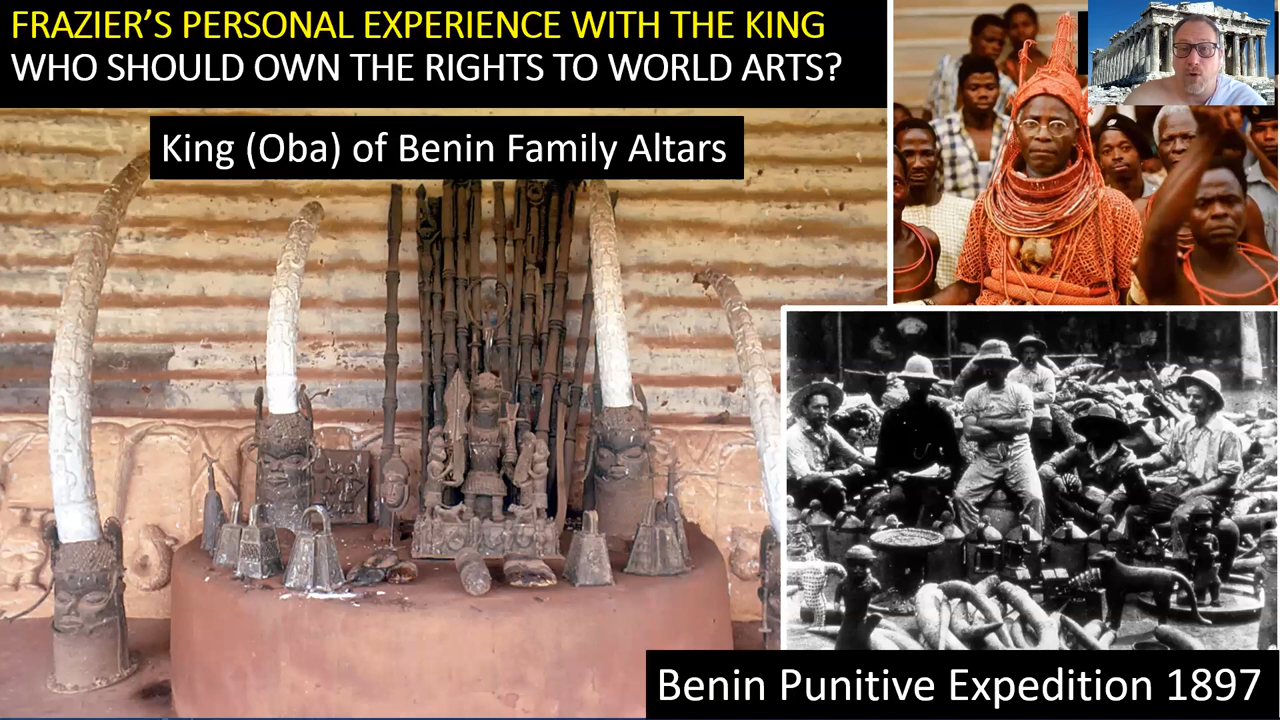 FRAZIER'S PERSONAL EXPERIENCE WITH THE KING
WHO SHOULD OWN THE RIGHTS TO WORLD ARTS?
King (Oba) of Benin Family Altars
Benin Punitive Expedition 1897